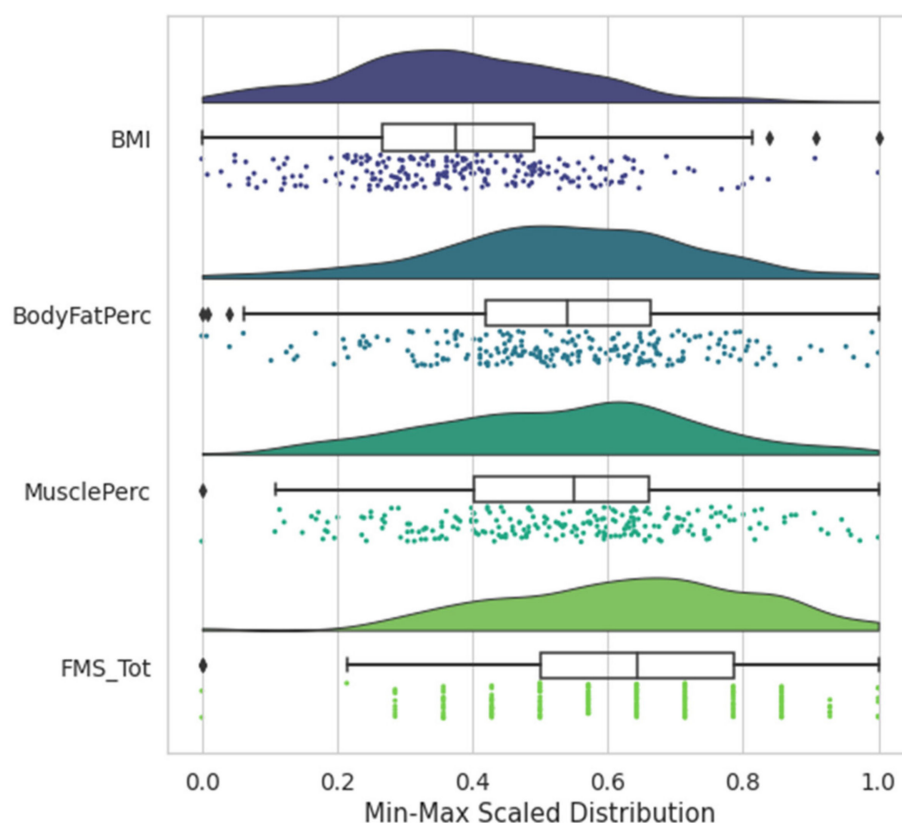 BMI
BodyFatPerc
MusclePerc
FMS_Tot
0.0 0.2 0.4 0.6 0.8 1.0
Min-Max Scaled Distribution